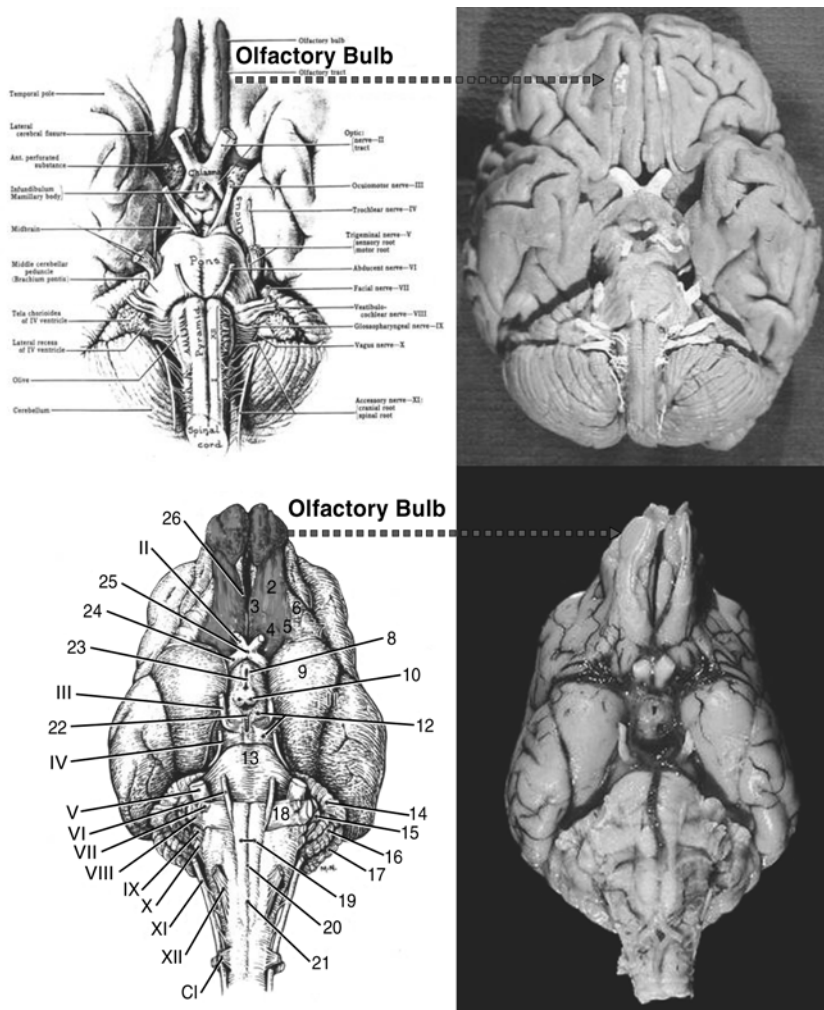 Olfactory bulb
Olfactory Bulb
Olfactory tract
Temporal pole
Lateral
cerebral fissure
Ant. perforated
substance
Infundibulum
Mamillary body
Midbrain
Middle cerebellar
peduncle
(Brachium pontis)
Tela chorioidea
of IV ventricle
Lateral recess
of IV ventricle
Olive
Cerebellum
Optic:
nerve—II
tract
Oculomotor nerve—III
Trochlear nerve—IV
Trigeminal nerve—V
sensory root
motor root
Abducent nerve—VI
Facial nerve—VII
Vestibulo-
cochlear nerve—VIII
Glossopharyngeal nerve—IX
Vagus nerve—X
Accessory nerve—XI:
cranial root
spinal root
Chiasma
Uncus
Pons
Pyramid
Spinal
cord
Olfactory Bulb
26
II
25
24
23
III
22
IV
V
VI
VII
VIII
IX
X
XI
XII
CI
2
3
4
5
6
8
9
10
12
13
14
15
16
17
18
19
20
21